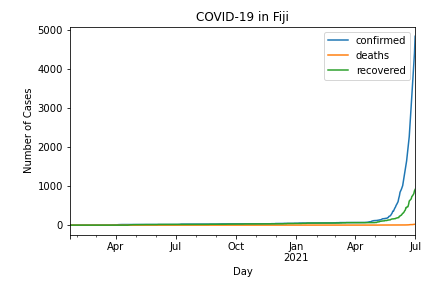 COVID-19 in Fiji
confirmed
deaths
recovered
Number of Cases
5000
4000
3000
2000
1000
0
Apr
Jul
Oct
Jan
2021
Apr
Jul
Day